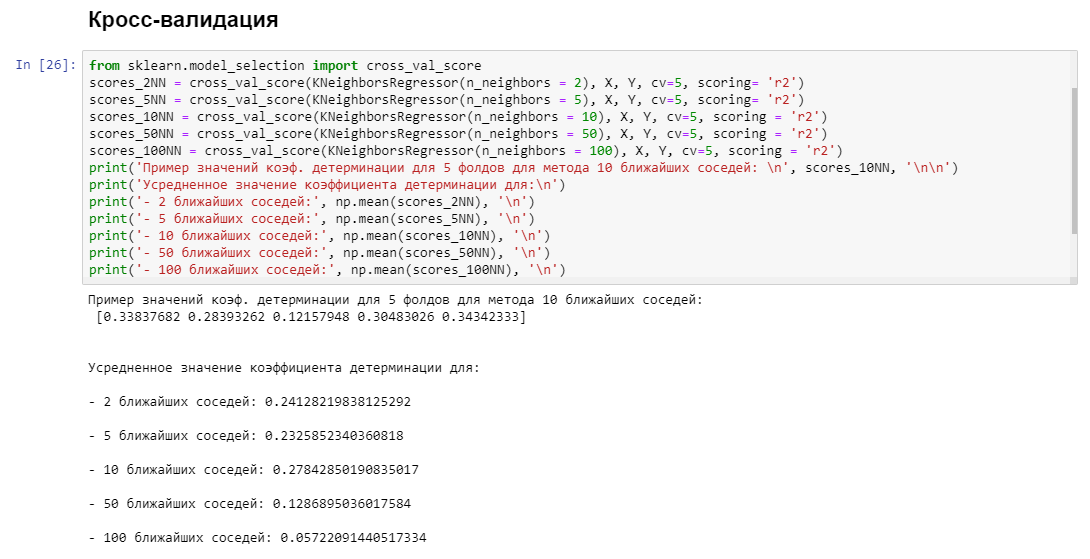 Кросс-валидация
In [26]:
from sklearn.model_selection import cross_val_score
scores_2NN = cross_val_score(KNeighborsRegressor(n_neighbors = 2), X, Y, cv=5, scoring= 'r2')
scores_5NN = cross_val_score(KNeighborsRegressor(n_neighbors = 5), X, Y, cv=5, scoring= 'r2')
scores_10NN = cross_val_score(KNeighborsRegressor(n_neighbors = 10), X, Y, cv=5, scoring = 'r2')
scores_50NN = cross_val_score(KNeighborsRegressor(n_neighbors = 50), X, Y, cv=5, scoring = 'r2')
scores_100NN = cross_val_score(KNeighborsRegressor(n_neighbors = 100), X, Y, cv=5, scoring = 'r2')
print('Пример значений коэф. детерминации для 5 фолдов для метода 10 ближайших соседей: \n', scores_10NN, '\n\n')
print('Усредненное значение коэффициента детерминации для:\n')
print('- 2 ближайших соседей:', np.mean(scores_2NN), '\n')
print('- 5 ближайших соседей:', np.mean(scores_5NN), '\n')
print('- 10 ближайших соседей:', np.mean(scores_10NN), '\n')
print('- 50 ближайших соседей:', np.mean(scores_50NN), '\n')
print('- 100 ближайших соседей:', np.mean(scores_100NN), '\n')
Пример значений коэф. детерминации для 5 фолдов для метода 10 ближайших соседей:
[0.33837682 0.28393262 0.12157948 0.30483026 0.34342333]
Усредненное значение коэффициента детерминации для:
- 2 ближайших соседей: 0.24128219838125292
- 5 ближайших соседей: 0.2325852340360818
- 10 ближайших соседей: 0.27842850190835017
- 50 ближайших соседей: 0.1286895036017584
- 100 ближайших соседей: 0.05722091440517334